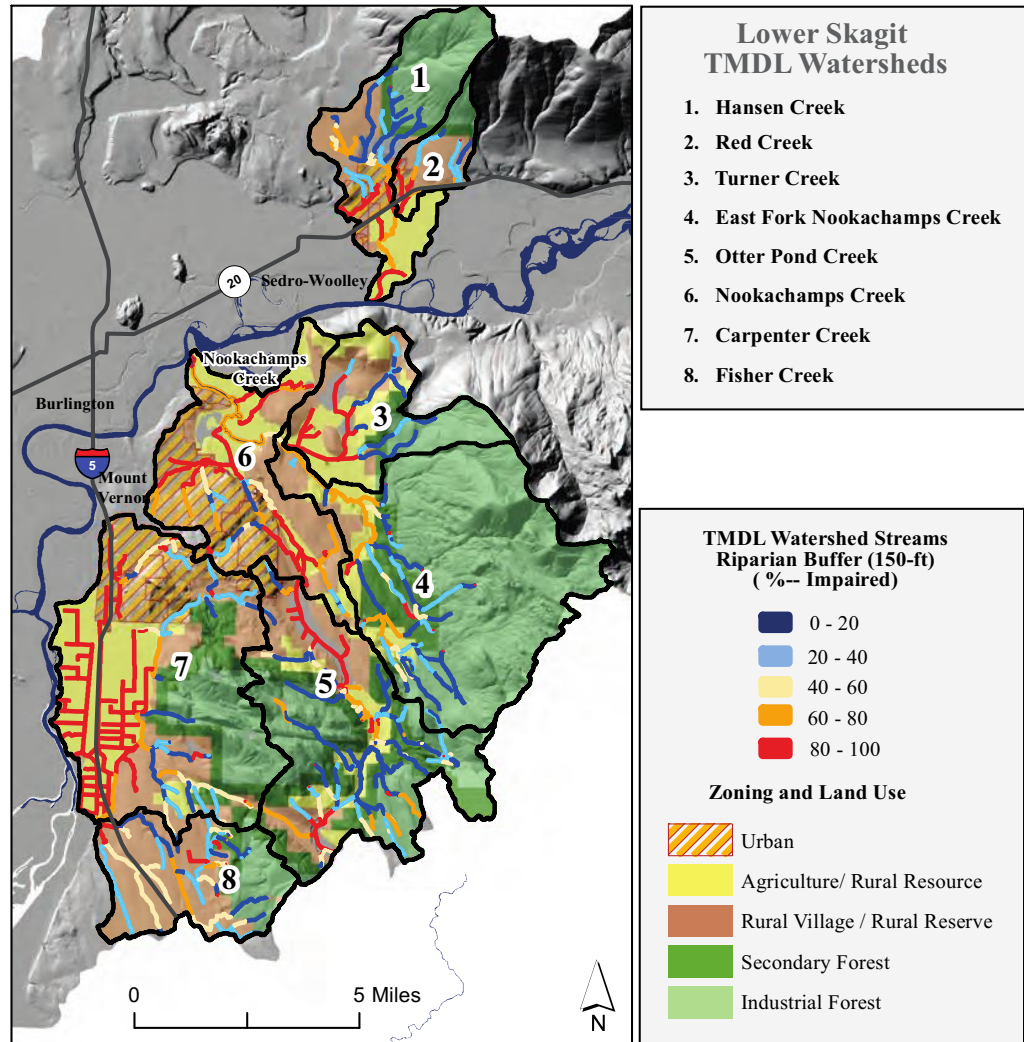 1
2
20
Sedro-Woolley
Nookachamps
Creek
Burlington
3
6
5
Mount
Vernon
4
7
5
8
0
5 Miles
N
Lower Skagit
TMDL Watersheds
1. Hansen Creek
2. Red Creek
3. Turner Creek
4. East Fork Nookachamps Creek
5. Otter Pond Creek
6. Nookachamps Creek
7. Carpenter Creek
8. Fisher Creek
TMDL Watershed Streams
Riparian Buffer (150-ft)
( %-- Impaired)
0 - 20
20 - 40
40 - 60
60 - 80
80 - 100
Zoning and Land Use
Urban
Agriculture/ Rural Resource
Rural Village / Rural Reserve
Secondary Forest
Industrial Forest